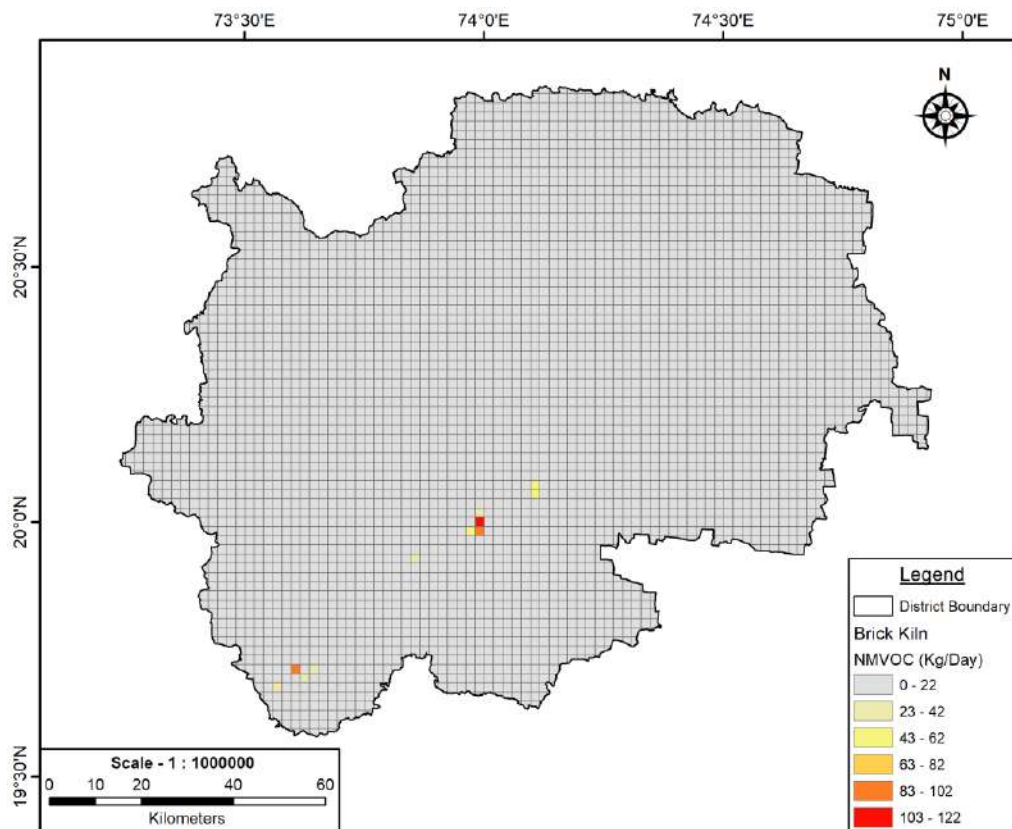 73°30'E 74°0'E 74°30'E 75°0'E
N
20°30'N
20°0'N
19°30'N
Legend
District Boundary
Brick Kiln
NMVOC (Kg/Day)
0 - 22
23 - 42
43 - 62
63 - 82
83 - 102
103 - 122
Scale - 1 : 1000000
0 10 20 40 60
Kilometers